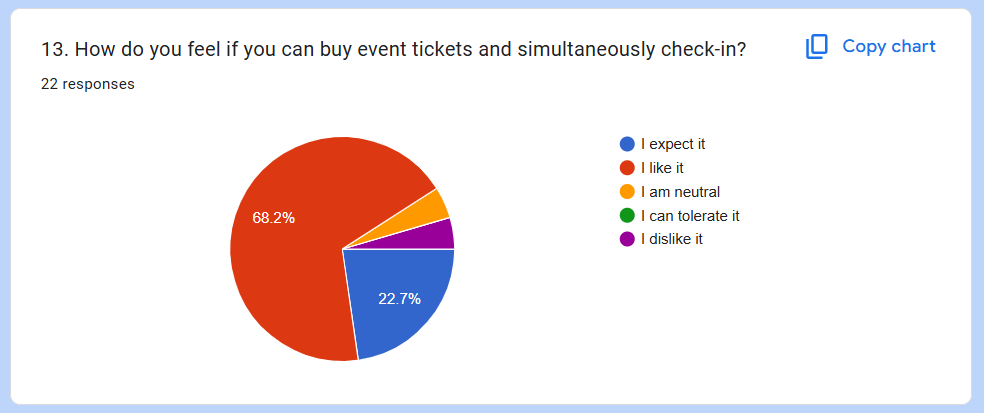 13. How do you feel if you can buy event tickets and simultaneously check-in?
Copy chart
22 responses
68.2%
22.7%
I expect it
I like it
I am neutral
I can tolerate it
I dislike it